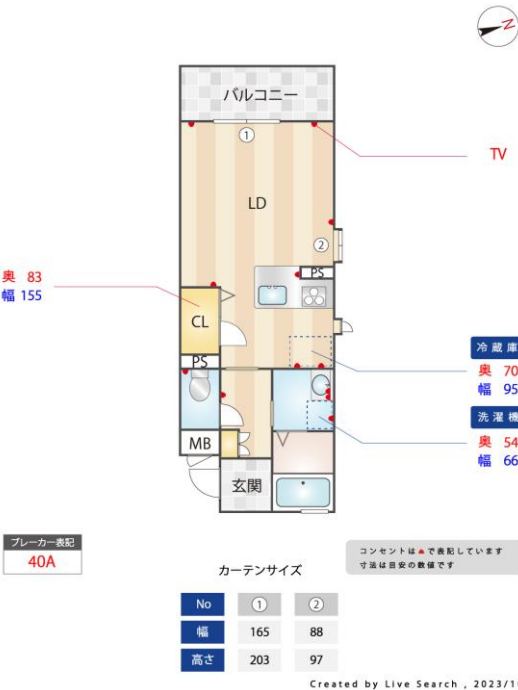 Z
バルコニー
①
TV
LD
②
PS
奥 83
幅 155
CL
PS
冷蔵庫
奥 70
幅 95
洗濯機
奥 54
幅 66
MB
玄関
ブレーカー表記
40A
コンセントは▲で表記しています
寸法は目安の数値です
カーテンサイズ
No ① ②
幅 165 88
高さ 203 97
Created by Live Search , 2023/1